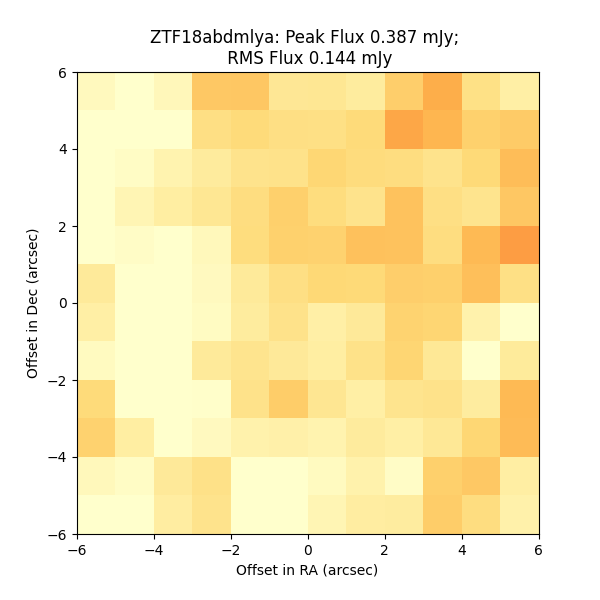 ZTF18abdmlya: Peak Flux 0.387 mJy;
RMS Flux 0.144 mJy
6
4
2
0
−2
−4
−6
Offset in Dec (arcsec)
−6 −4 −2 0 2 4 6
Offset in RA (arcsec)